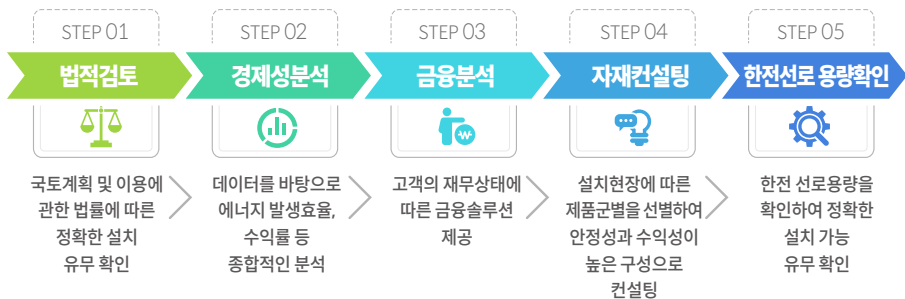 STEP 01
법적검토
국토계획 및 이용에
관한 법률에 따른
정확한 설치
유무 확인
STEP 02
경제성분석
데이터를 바탕으로
에너지 발생효율,
수익률 등
종합적인 분석
STEP 03
금융분석
₩
고객의 재무상태에
따른 금융솔루션
제공
STEP 04
자재컨설팅
설치현장에 따른
제품군별을 선별하여
안정성과 수익성이
높은 구성으로
컨설팅
STEP 05
한전선로 용량확인
한전 선로용량을
확인하여 정확한
설치 가능
유무 확인